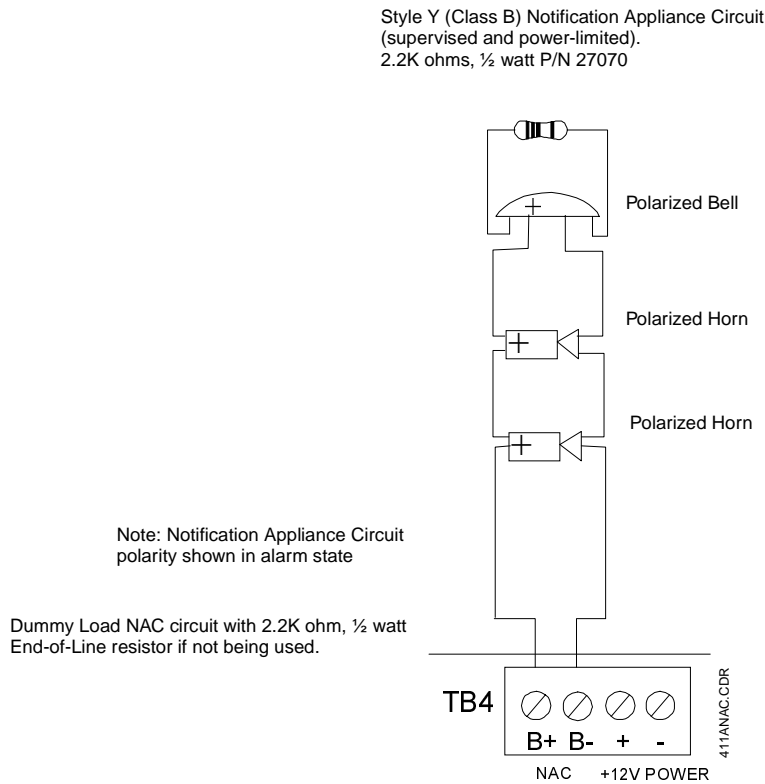 Style Y (Class B) Notification Appliance Circuit
(supervised and power-limited).
2.2K ohms, ½ watt P/N 27070
+
Polarized Bell
Polarized Horn
+
Polarized Horn
+
Note: Notification Appliance Circuit
polarity shown in alarm state
Dummy Load NAC circuit with 2.2K ohm, ½ watt
End-of-Line resistor if not being used.
TB4
B+ B- + -
NAC +12V POWER
411ANAC.CDR